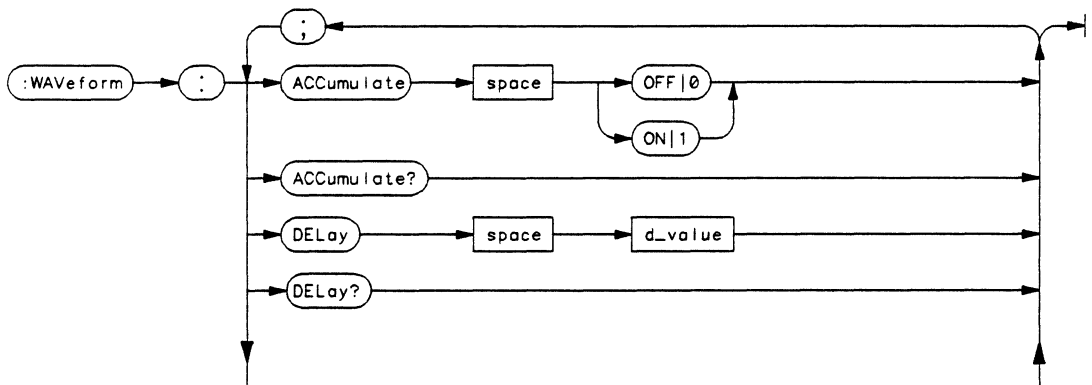 ;
:WAVeform : ACCumulate space OFF|0
ON|1
ACCumulate?
DELay space d_value
DELay?